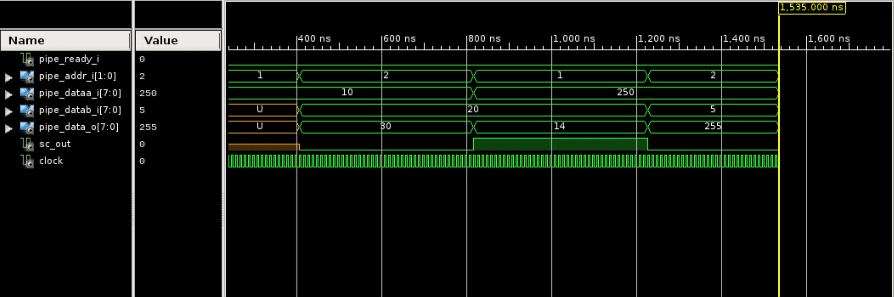 1,535.000 ns
Name Value
400 ns 600 ns 800 ns 1,000 ns 1,200 ns 1,400 ns 1,600 ns
pipe_ready_i 0
pipe_addr_i[1:0] 2 1 2 1 2
pipe_dataa_i[7:0] 250 10 250
pipe_datab_i[7:0] 5 U 20 5
pipe_data_o[7:0] 255 U 30 14 255
sc_out 0
clock 0